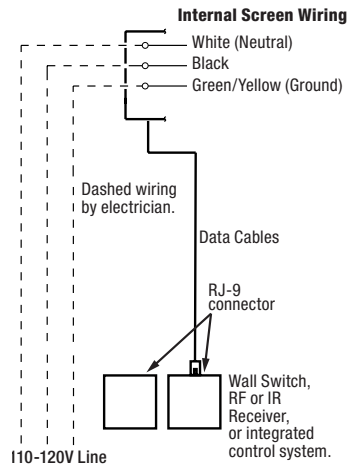 Internal Screen Wiring
White (Neutral)
Black
Green/Yellow (Ground)
Dashed wiring
by electrician.
Data Cables
RJ-9
connector
Wall Switch,
RF or IR
Receiver,
or integrated
control system.
110-120V Line